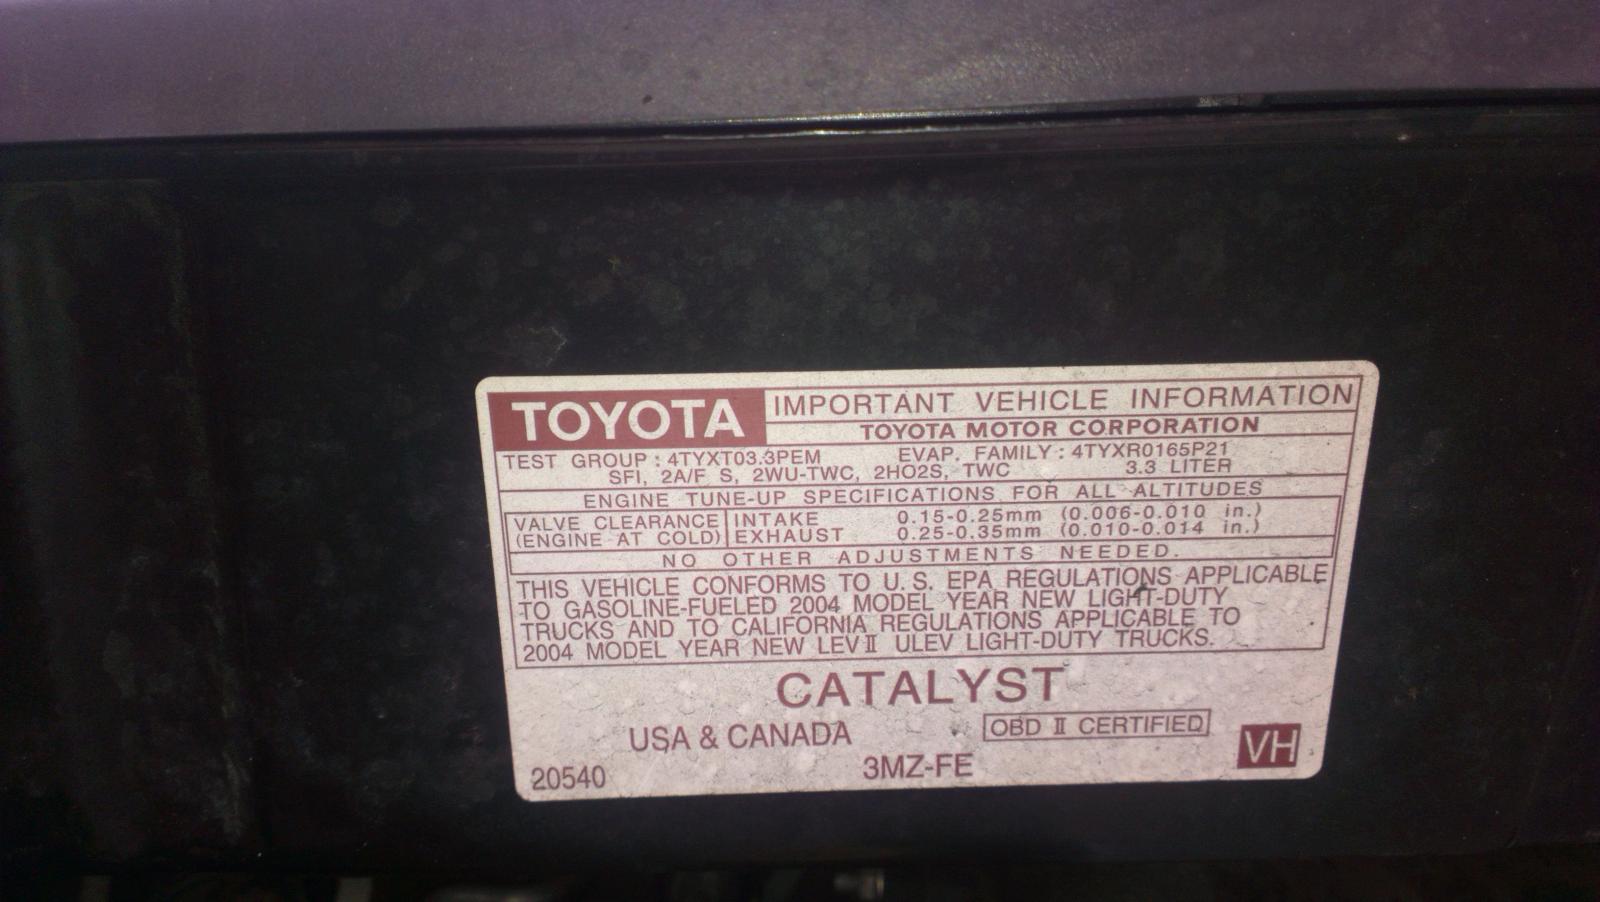 TOYOTA IMPORTANT VEHICLE INFORMATION
TOYOTA MOTOR CORPORATION
TEST GROUP : 4TYXT03.3PEM EVAP. FAMILY : 4TYXR0165P21
SFI, 2A/F S, 2WU-TWC, 2HO2S, TWC 3.3 LITER
ENGINE TUNE-UP SPECIFICATIONS FOR ALL ALTITUDES
VALVE CLEARANCE INTAKE 0.15-0.25mm (0.006-0.010 in.)
(ENGINE AT COLD) EXHAUST 0.25-0.35mm (0.010-0.014 in.)
NO OTHER ADJUSTMENTS NEEDED.
THIS VEHICLE CONFORMS TO U.S. EPA REGULATIONS APPLICABLE
TO GASOLINE-FUELED 2004 MODEL YEAR NEW LIGHT-DUTY
TRUCKS AND TO CALIFORNIA REGULATIONS APPLICABLE TO
2004 MODEL YEAR NEW LEV II ULEV LIGHT-DUTY TRUCKS.
CATALYST
USA & CANADA OBD II CERTIFIED
20540 3MZ-FE VH